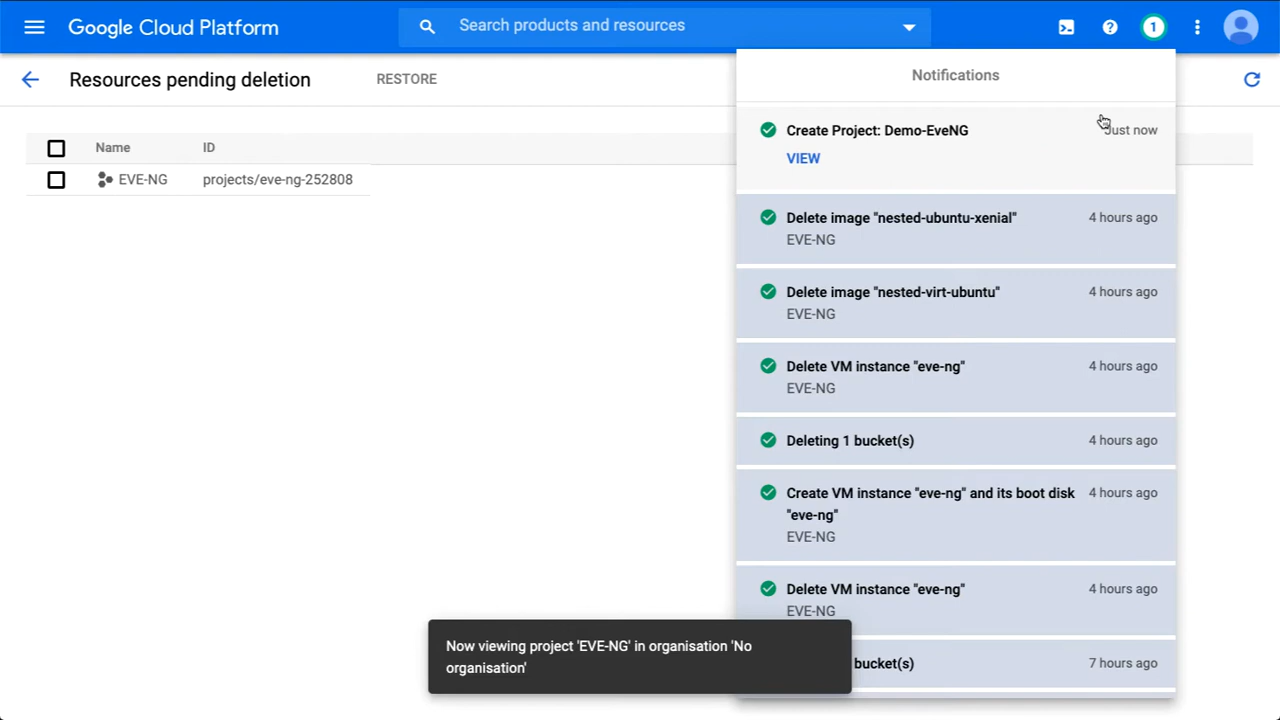 Google Cloud Platform
Search products and resources
1
Resources pending deletion
RESTORE
Name ID
EVE-NG projects/eve-ng-252808
Notifications
Create Project: Demo-EveNG Just now
VIEW
Delete image "nested-ubuntu-xenial" 4 hours ago
EVE-NG
Delete image "nested-virt-ubuntu" 4 hours ago
EVE-NG
Delete VM instance "eve-ng" 4 hours ago
EVE-NG
Deleting 1 bucket(s) 4 hours ago
Create VM instance "eve-ng" and its boot disk 4 hours ago
"eve-ng"
EVE-NG
Delete VM instance "eve-ng" 4 hours ago
EVE-NG
bucket(s) 7 hours ago
Now viewing project 'EVE-NG' in organisation 'No
organisation'